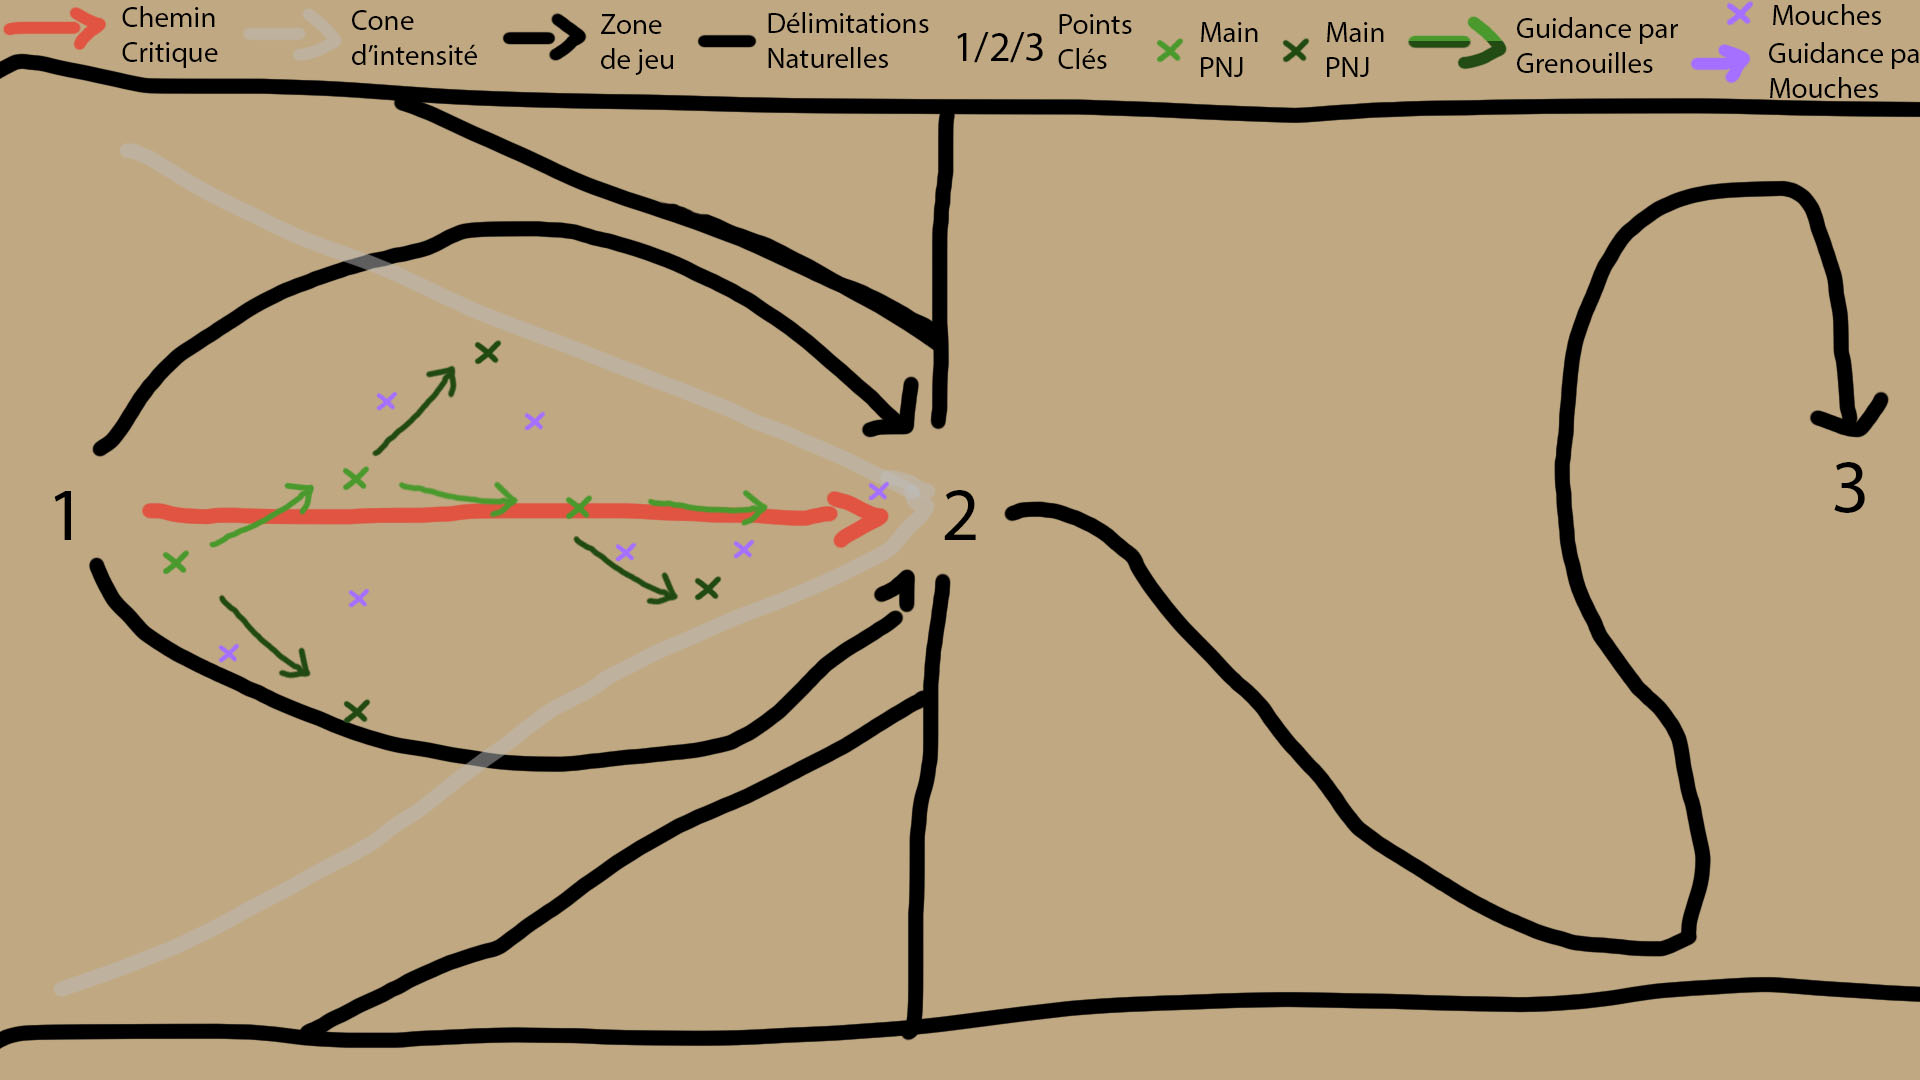 Chemin
Critique
Cone
d'intensité
Zone
de jeu
Délimitations
Naturelles
1/2/3
Points
Clés
Main
PNJ
Main
PNJ
Guidance par
Grenouilles
Mouches
Guidance pa
Mouches
1
2
3